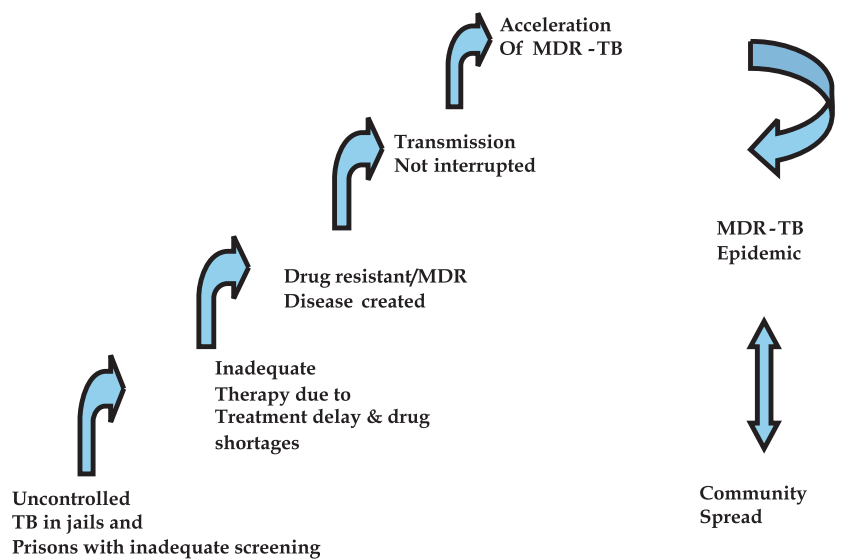 Acceleration
Of MDR-TB
Transmission
Not interrupted
MDR-TB
Epidemic
Drug resistant/MDR
Disease created
Inadequate
Therapy due to
Treatment delay & drug
shortages
Community
Spread
Uncontrolled
TB in jails and
Prisons with inadequate screening